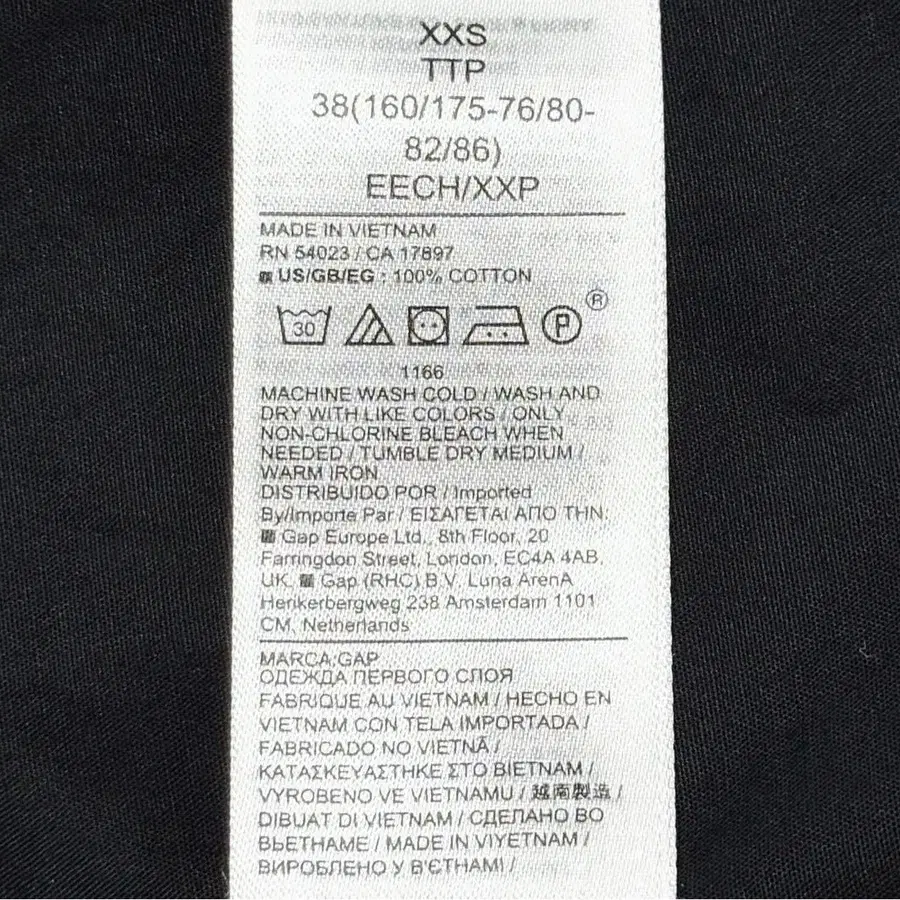 XXS
TTP
38(160/175-76/80-
82/86)
EECH/XXP
MADE IN VIETNAM
RN 54023 / CA 17897
US/GB/EG : 100% COTTON
30
P
®
1166
MACHINE WASH COLD / WASH AND
DRY WITH LIKE COLORS / ONLY
NON-CHLORINE BLEACH WHEN
NEEDED / TUMBLE DRY MEDIUM /
WARM IRON
DISTRIBUIDO POR / Imported
By/Importe Par / ΕΙΣΑΓΕΤΑΙ ΑΠΟ ΤΗΝ:
Gap Europe Ltd., 8th Floor, 20
Farringdon Street, London, EC4A 4AB,
UK. Gap (RHC) B.V. Luna ArenA
Herikerbergweg 238 Amsterdam 1101
CM, Netherlands
MARCA:GAP
ОДЕЖДА ПЕРВОГО СЛОЯ
FABRIQUE AU VIETNAM / HECHO EN
VIETNAM CON TELA IMPORTADA /
FABRICADO NO VIETNÃ /
ΚΑΤΑΣΚΕΥΑΣΤΗΚΕ ΣΤΟ ΒΙΕΤΝΑΜ /
VYROBENO VE VIETNAMU / 越南製造 /
DIBUAT DI VIETNAM / СДЕЛАНО ВО
ВЬЕТНАМЕ / MADE IN VIYETNAM /
ВИРОБЛЕНО У В'ЄТНАМІ /